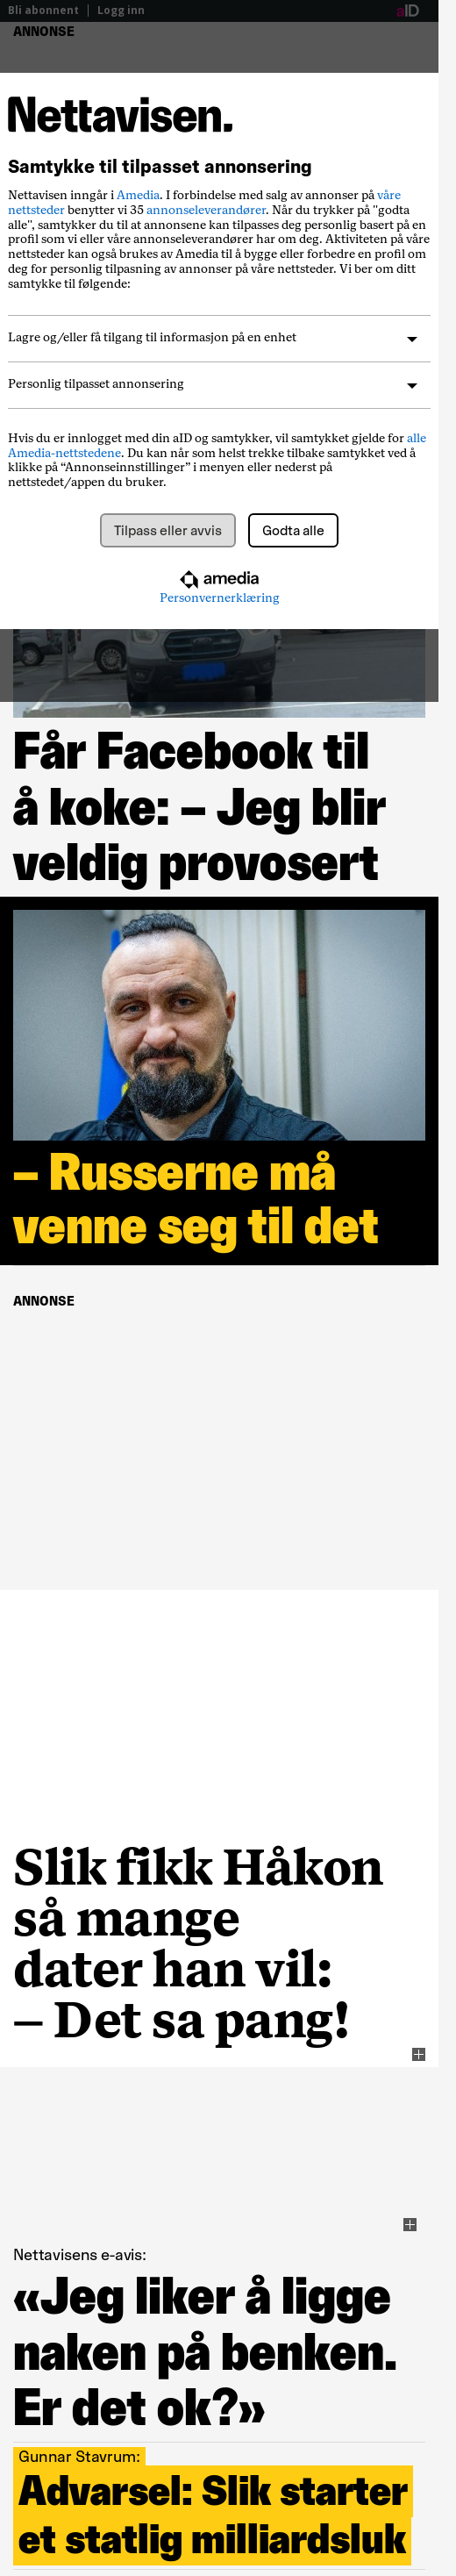 Bli abonnent | Logg inn
aID
ANNONSE
Nettavisen.
Samtykke til tilpasset annonsering
Nettavisen inngår i Amedia. I forbindelse med salg av annonser på våre
nettsteder benytter vi 35 annonseleverandører. Når du trykker på "godta
alle", samtykker du til at annonsene kan tilpasses deg personlig basert på en
profil som vi eller våre annonseleverandører har om deg. Aktiviteten på våre
nettsteder kan også brukes av Amedia til å bygge eller forbedre en profil om
deg for personlig tilpasning av annonser på våre nettsteder. Vi ber om ditt
samtykke til følgende:
Lagre og/eller få tilgang til informasjon på en enhet
Personlig tilpasset annonsering
Hvis du er innlogget med din aID og samtykker, vil samtykket gjelde for alle
Amedia-nettstedene. Du kan når som helst trekke tilbake samtykket ved å
klikke på “Annonseinnstillinger” i menyen eller nederst på
nettstedet/appen du bruker.
Tilpass eller avvis
Godta alle
amedia
Personvernerklæring
Får Facebook til
å koke: – Jeg blir
veldig provosert
– Russerne må
venne seg til det
ANNONSE
Slik fikk Håkon
så mange
dater han vil:
– Det sa pang!
Nettavisens e-avis:
«Jeg liker å ligge
naken på benken.
Er det ok?»
Gunnar Stavrum:
Advarsel: Slik starter
et statlig milliardsluk